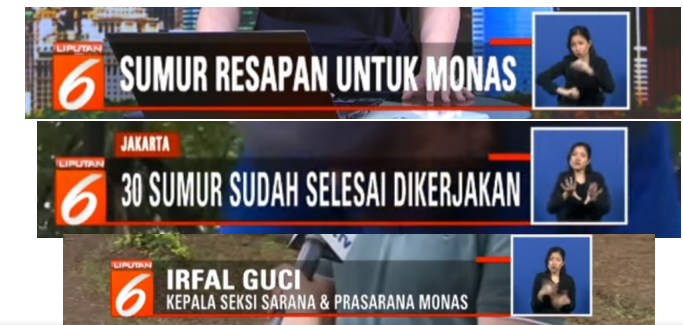 LIPUTAN
6
SUMUR RESAPAN UNTUK MONAS
JAKARTA
LIPUTAN
6
30 SUMUR SUDAH SELESAI DIKERJAKAN
LIPUTAN
6
IRFAL GUCI
KEPALA SEKSI SARANA & PRASARANA MONAS